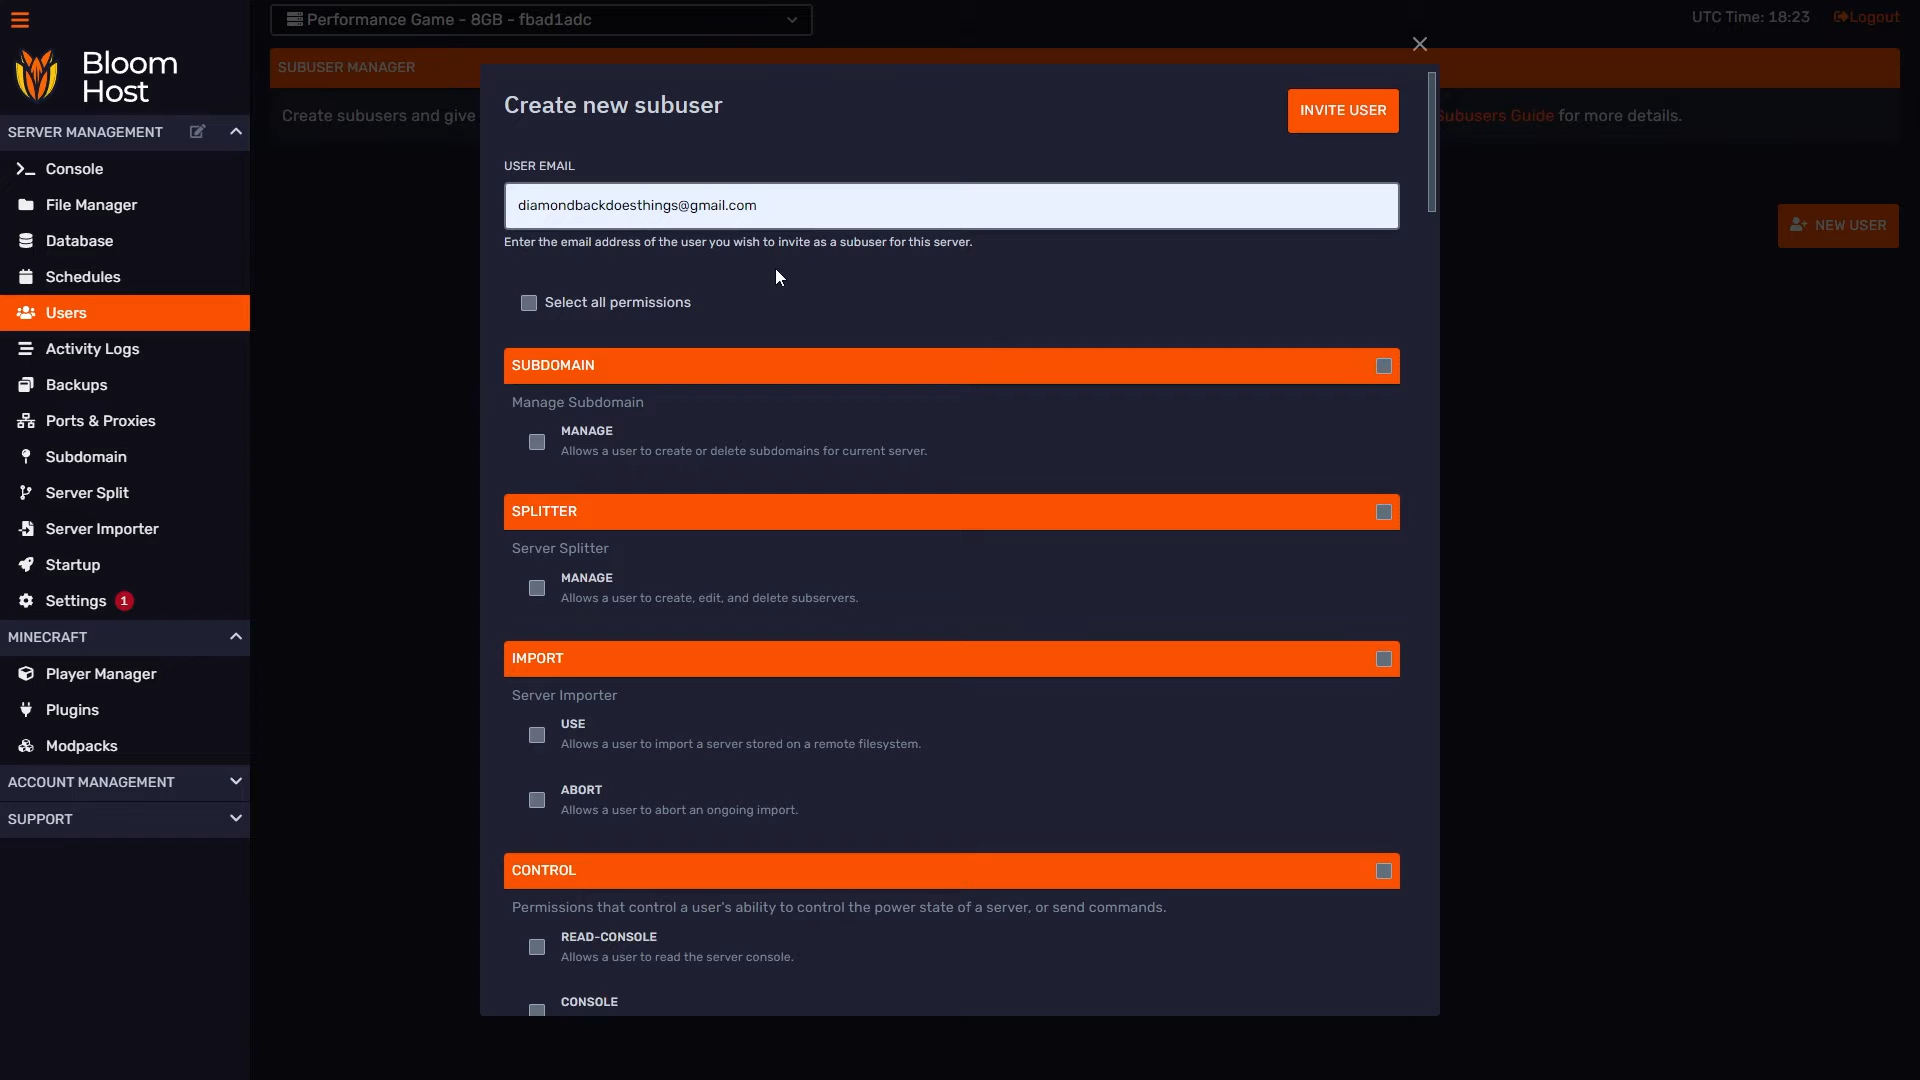 Performance Game - 8GB - fbad1adc
UTC Time: 18:23
Logout
Bloom
Host
SERVER MANAGEMENT
Console
File Manager
Database
Schedules
Users
Activity Logs
Backups
Ports & Proxies
Subdomain
Server Split
Server Importer
Startup
Settings 1
MINECRAFT
Player Manager
Plugins
Modpacks
ACCOUNT MANAGEMENT
SUPPORT
SUBUSER MANAGER
Create subusers and give
Subusers Guide for more details.
NEW USER
Create new subuser
INVITE USER
USER EMAIL
diamondbackdoesthings@gmail.com
Enter the email address of the user you wish to invite as a subuser for this server.
Select all permissions
SUBDOMAIN
Manage Subdomain
MANAGE
Allows a user to create or delete subdomains for current server.
SPLITTER
Server Splitter
MANAGE
Allows a user to create, edit, and delete subservers.
IMPORT
Server Importer
USE
Allows a user to import a server stored on a remote filesystem.
ABORT
Allows a user to abort an ongoing import.
CONTROL
Permissions that control a user's ability to control the power state of a server, or send commands.
READ-CONSOLE
Allows a user to read the server console.
CONSOLE